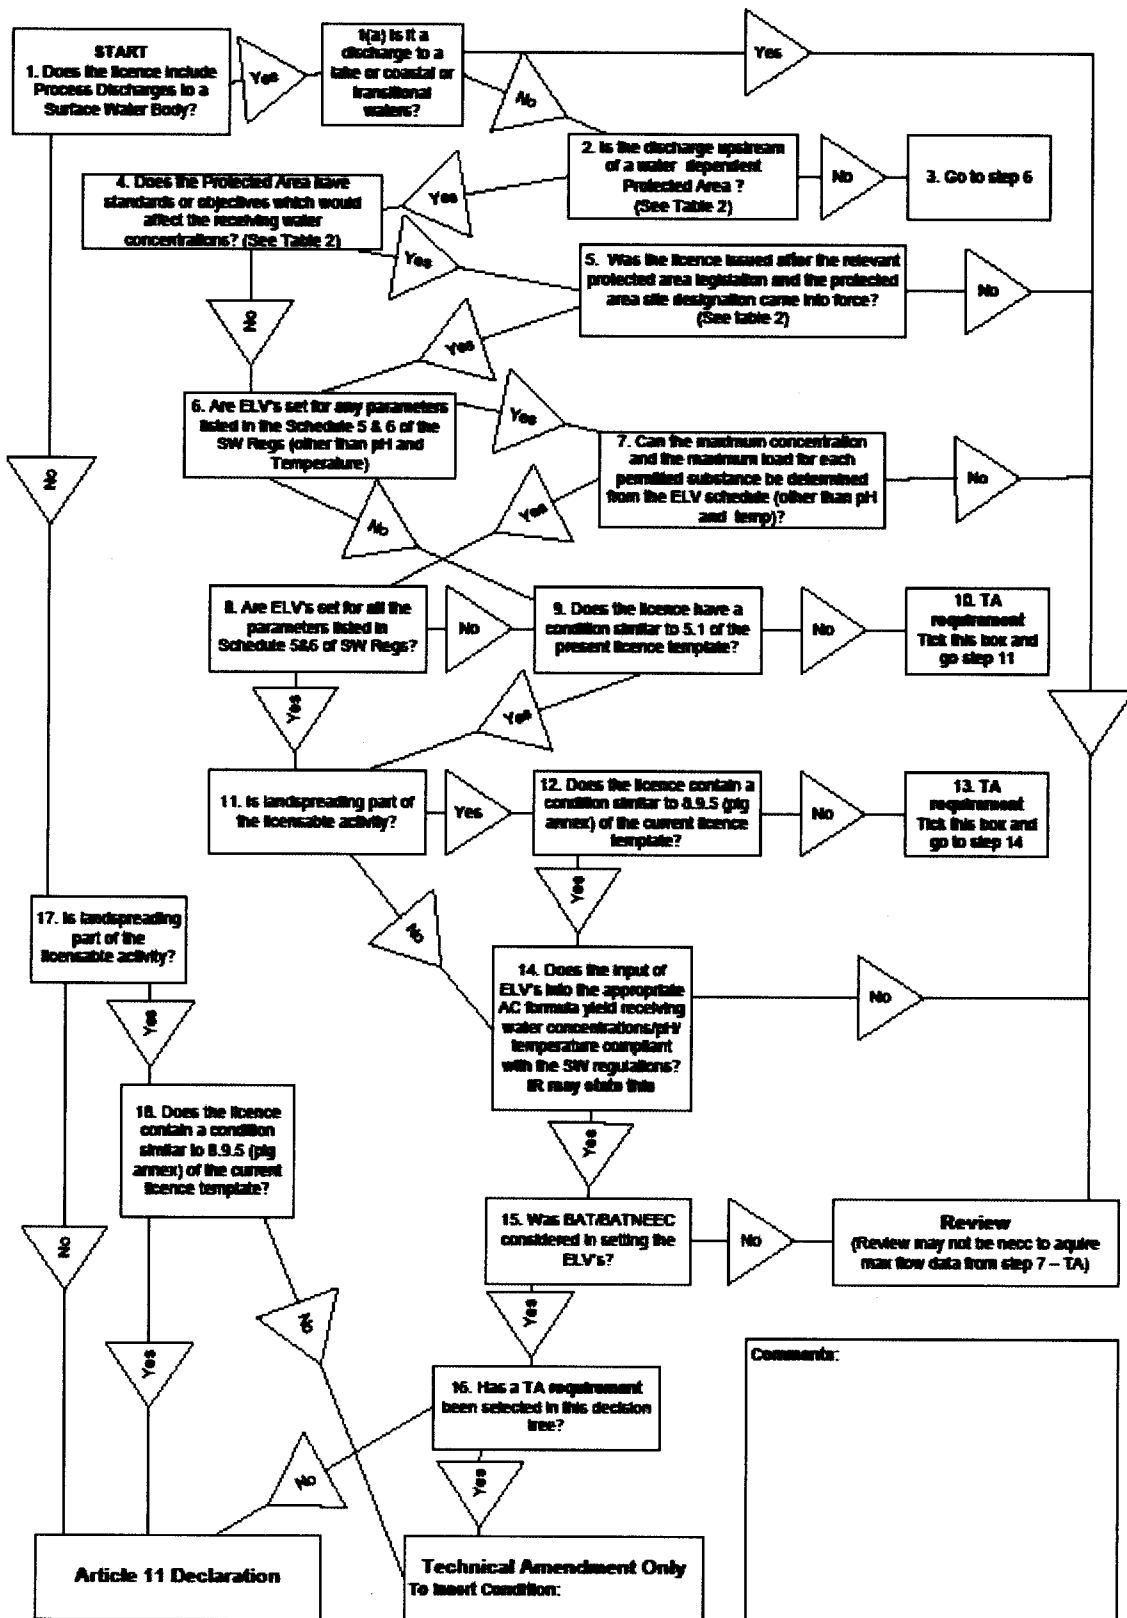 START
1. Does the licence include
Process Discharges to a
Surface Water Body?
Yes
1(a) Is it a
discharge to a
lake or coastal or
transitional
waters?
Yes
No
2. Is the discharge upstream
of a water dependent
Protected Area ?
(See Table 2)
No
3. Go to step 6
Yes
4. Does the Protected Area have
standards or objectives which would
affect the receiving water
concentrations? (See Table 2)
Yes
5. Was the licence issued after the relevant
protected area legislation and the protected
area site designation came into force?
(See table 2)
No
No
Yes
6. Are ELV's set for any parameters
listed in the Schedule 5 & 6 of the
SW Regs (other than pH and
Temperature)
Yes
7. Can the maximum concentration
and the maximum load for each
permitted substance be determined
from the ELV schedule (other than pH
and temp)?
No
No
No
Yes
8. Are ELV's set for all the
parameters listed in
Schedule 5&6 of SW Regs?
No
9. Does the licence have a
condition similar to 5.1 of the
present licence template?
No
10. TA
requirement
Tick this box and
go step 11
Yes
Yes
11. Is landspreading part of
the licensable activity?
Yes
12. Does the licence contain a
condition similar to 8.9.5 (pig
annex) of the current licence
template?
No
13. TA
requirement
Tick this box and
go to step 14
Yes
No
17. Is landspreading
part of the
licensable activity?
14. Does the input of
ELV's into the appropriate
AC formula yield receiving
water concentrations/pH/
temperature compliant
with the SW regulations?
IR may state this
No
Yes
18. Does the licence
contain a condition
similar to 8.9.5 (pig
annex) of the current
licence template?
Yes
15. Was BAT/BATNEEC
considered in setting the
ELV's?
No
Review
(Review may not be necc to aquire
max flow data from step 7 – TA)
No
No
Yes
Yes
16. Has a TA requirement
been selected in this decision
tree?
Comments:
No
Yes
Article 11 Declaration
Technical Amendment Only
To Insert Condition: